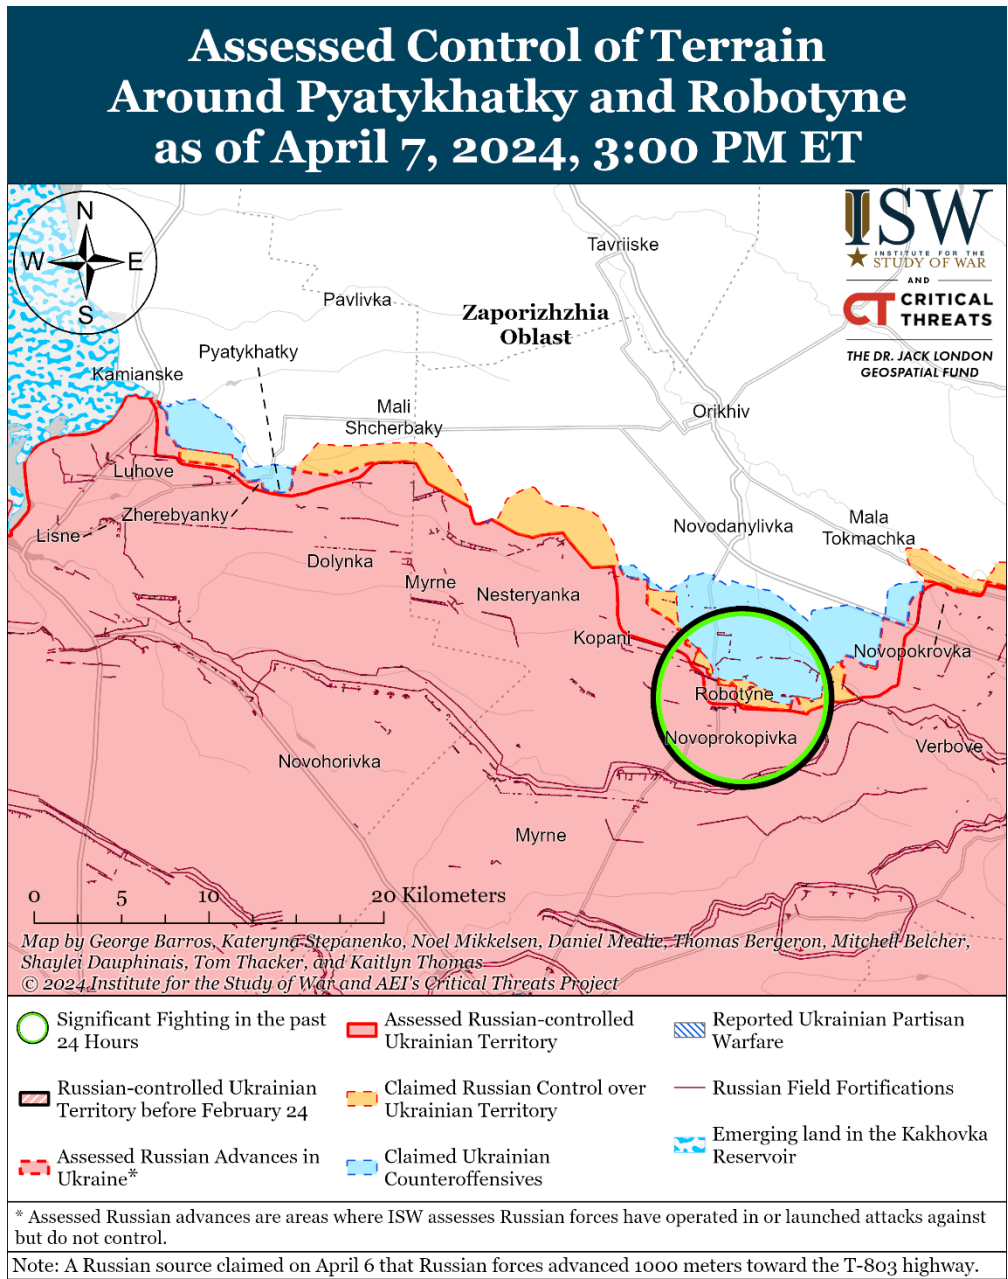 Assessed Control of Terrain
Around Pyatykhatky and Robotyne
as of April 7, 2024, 3:00 PM ET
N
W
E
S
ISW
INSTITUTE FOR THE
STUDY OF WAR
AND
CT CRITICAL
THREATS
THE DR. JACK LONDON
GEOSPATIAL FUND
Tavriiske
Pavlivka
Zaporizhzhia
Oblast
Pyatykhatky
Kamianske
Mali
Shcherbaky
Orikhiv
Luhove
Zherebyanky
Lisne
Novodanylivka
Mala
Tokmachka
Dolynka
Myrne
Nesteryanka
Kopani
Novopokrovka
Robotyne
Novoprokopivka
Verbove
Novohorivka
Myrne
0 5 10 20 Kilometers
Map by George Barros, Kateryna Stepanenko, Noel Mikkelsen, Daniel Mealie, Thomas Bergeron, Mitchell Belcher,
Shaylei Dauphinais, Tom Thacker, and Kaitlyn Thomas
© 2024 Institute for the Study of War and AEI's Critical Threats Project
Significant Fighting in the past
24 Hours
Russian-controlled Ukrainian
Territory before February 24
Assessed Russian Advances in
Ukraine*
Assessed Russian-controlled
Ukrainian Territory
Claimed Russian Control over
Ukrainian Territory
Claimed Ukrainian
Counteroffensives
Reported Ukrainian Partisan
Warfare
Russian Field Fortifications
Emerging land in the Kakhovka
Reservoir
* Assessed Russian advances are areas where ISW assesses Russian forces have operated in or launched attacks against
but do not control.
Note: A Russian source claimed on April 6 that Russian forces advanced 1000 meters toward the T-803 highway.